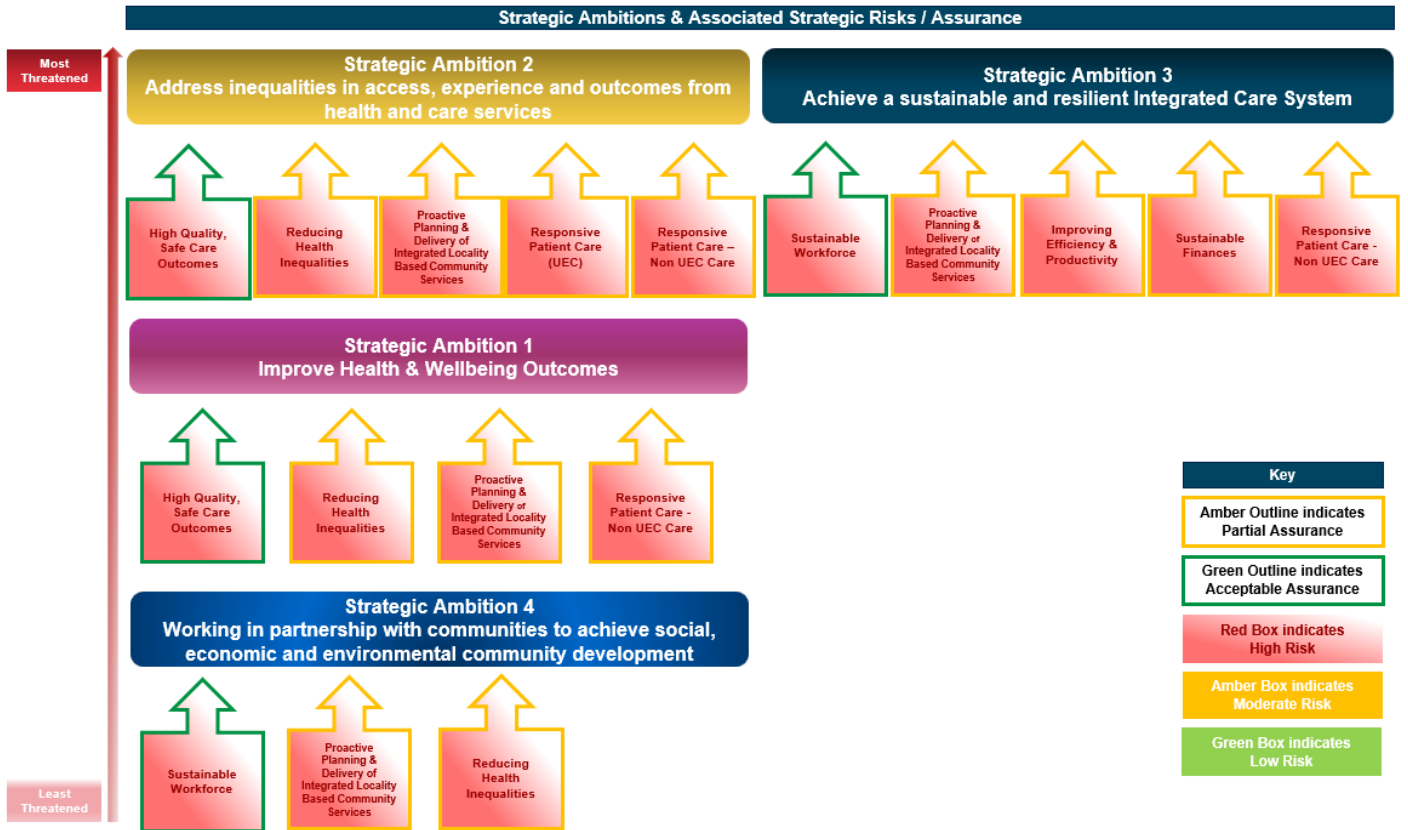 Strategic Ambitions & Associated Strategic Risks / Assurance
Most
Threatened
Strategic Ambition 2
Address inequalities in access, experience and outcomes from
health and care services
Strategic Ambition 3
Achieve a sustainable and resilient Integrated Care System
High Quality,
Safe Care
Outcomes
Reducing
Health
Inequalities
Proactive
Planning &
Delivery of
Integrated Locality
Based Community
Services
Responsive
Patient Care
(UEC)
Responsive
Patient Care –
Non UEC Care
Sustainable
Workforce
Proactive
Planning &
Delivery of
Integrated Locality
Based Community
Services
Improving
Efficiency &
Productivity
Sustainable
Finances
Responsive
Patient Care -
Non UEC Care
Strategic Ambition 1
Improve Health & Wellbeing Outcomes
High Quality,
Safe Care
Outcomes
Reducing
Health
Inequalities
Proactive
Planning &
Delivery of
Integrated Locality
Based Community
Services
Responsive
Patient Care -
Non UEC Care
Strategic Ambition 4
Working in partnership with communities to achieve social,
economic and environmental community development
Sustainable
Workforce
Proactive
Planning &
Delivery of
Integrated Locality
Based Community
Services
Reducing
Health
Inequalities
Least
Threatened
Key
Amber Outline indicates
Partial Assurance
Green Outline indicates
Acceptable Assurance
Red Box indicates
High Risk
Amber Box indicates
Moderate Risk
Green Box indicates
Low Risk